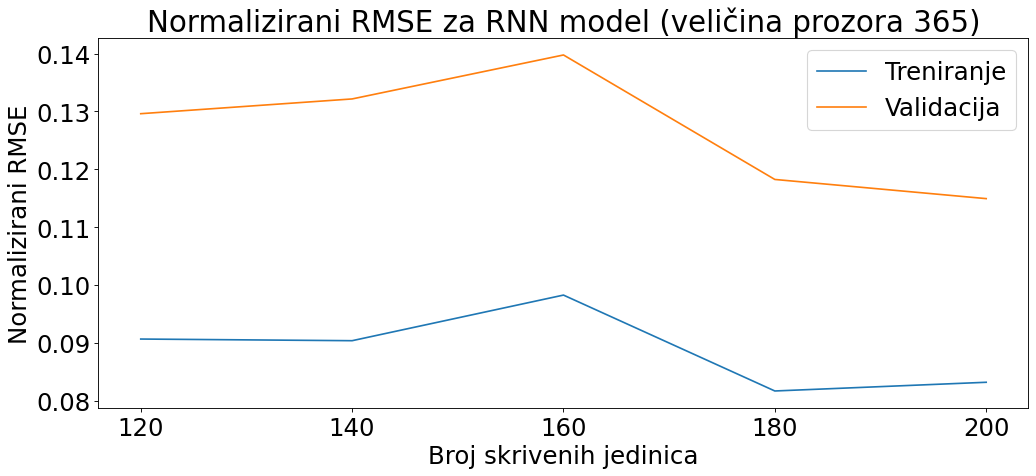 Normalizirani RMSE za RNN model (veličina prozora 365)
Treniranje
Validacija
Normalizirani RMSE
0.14
0.13
0.12
0.11
0.10
0.09
0.08
120 140 160 180 200
Broj skrivenih jedinica